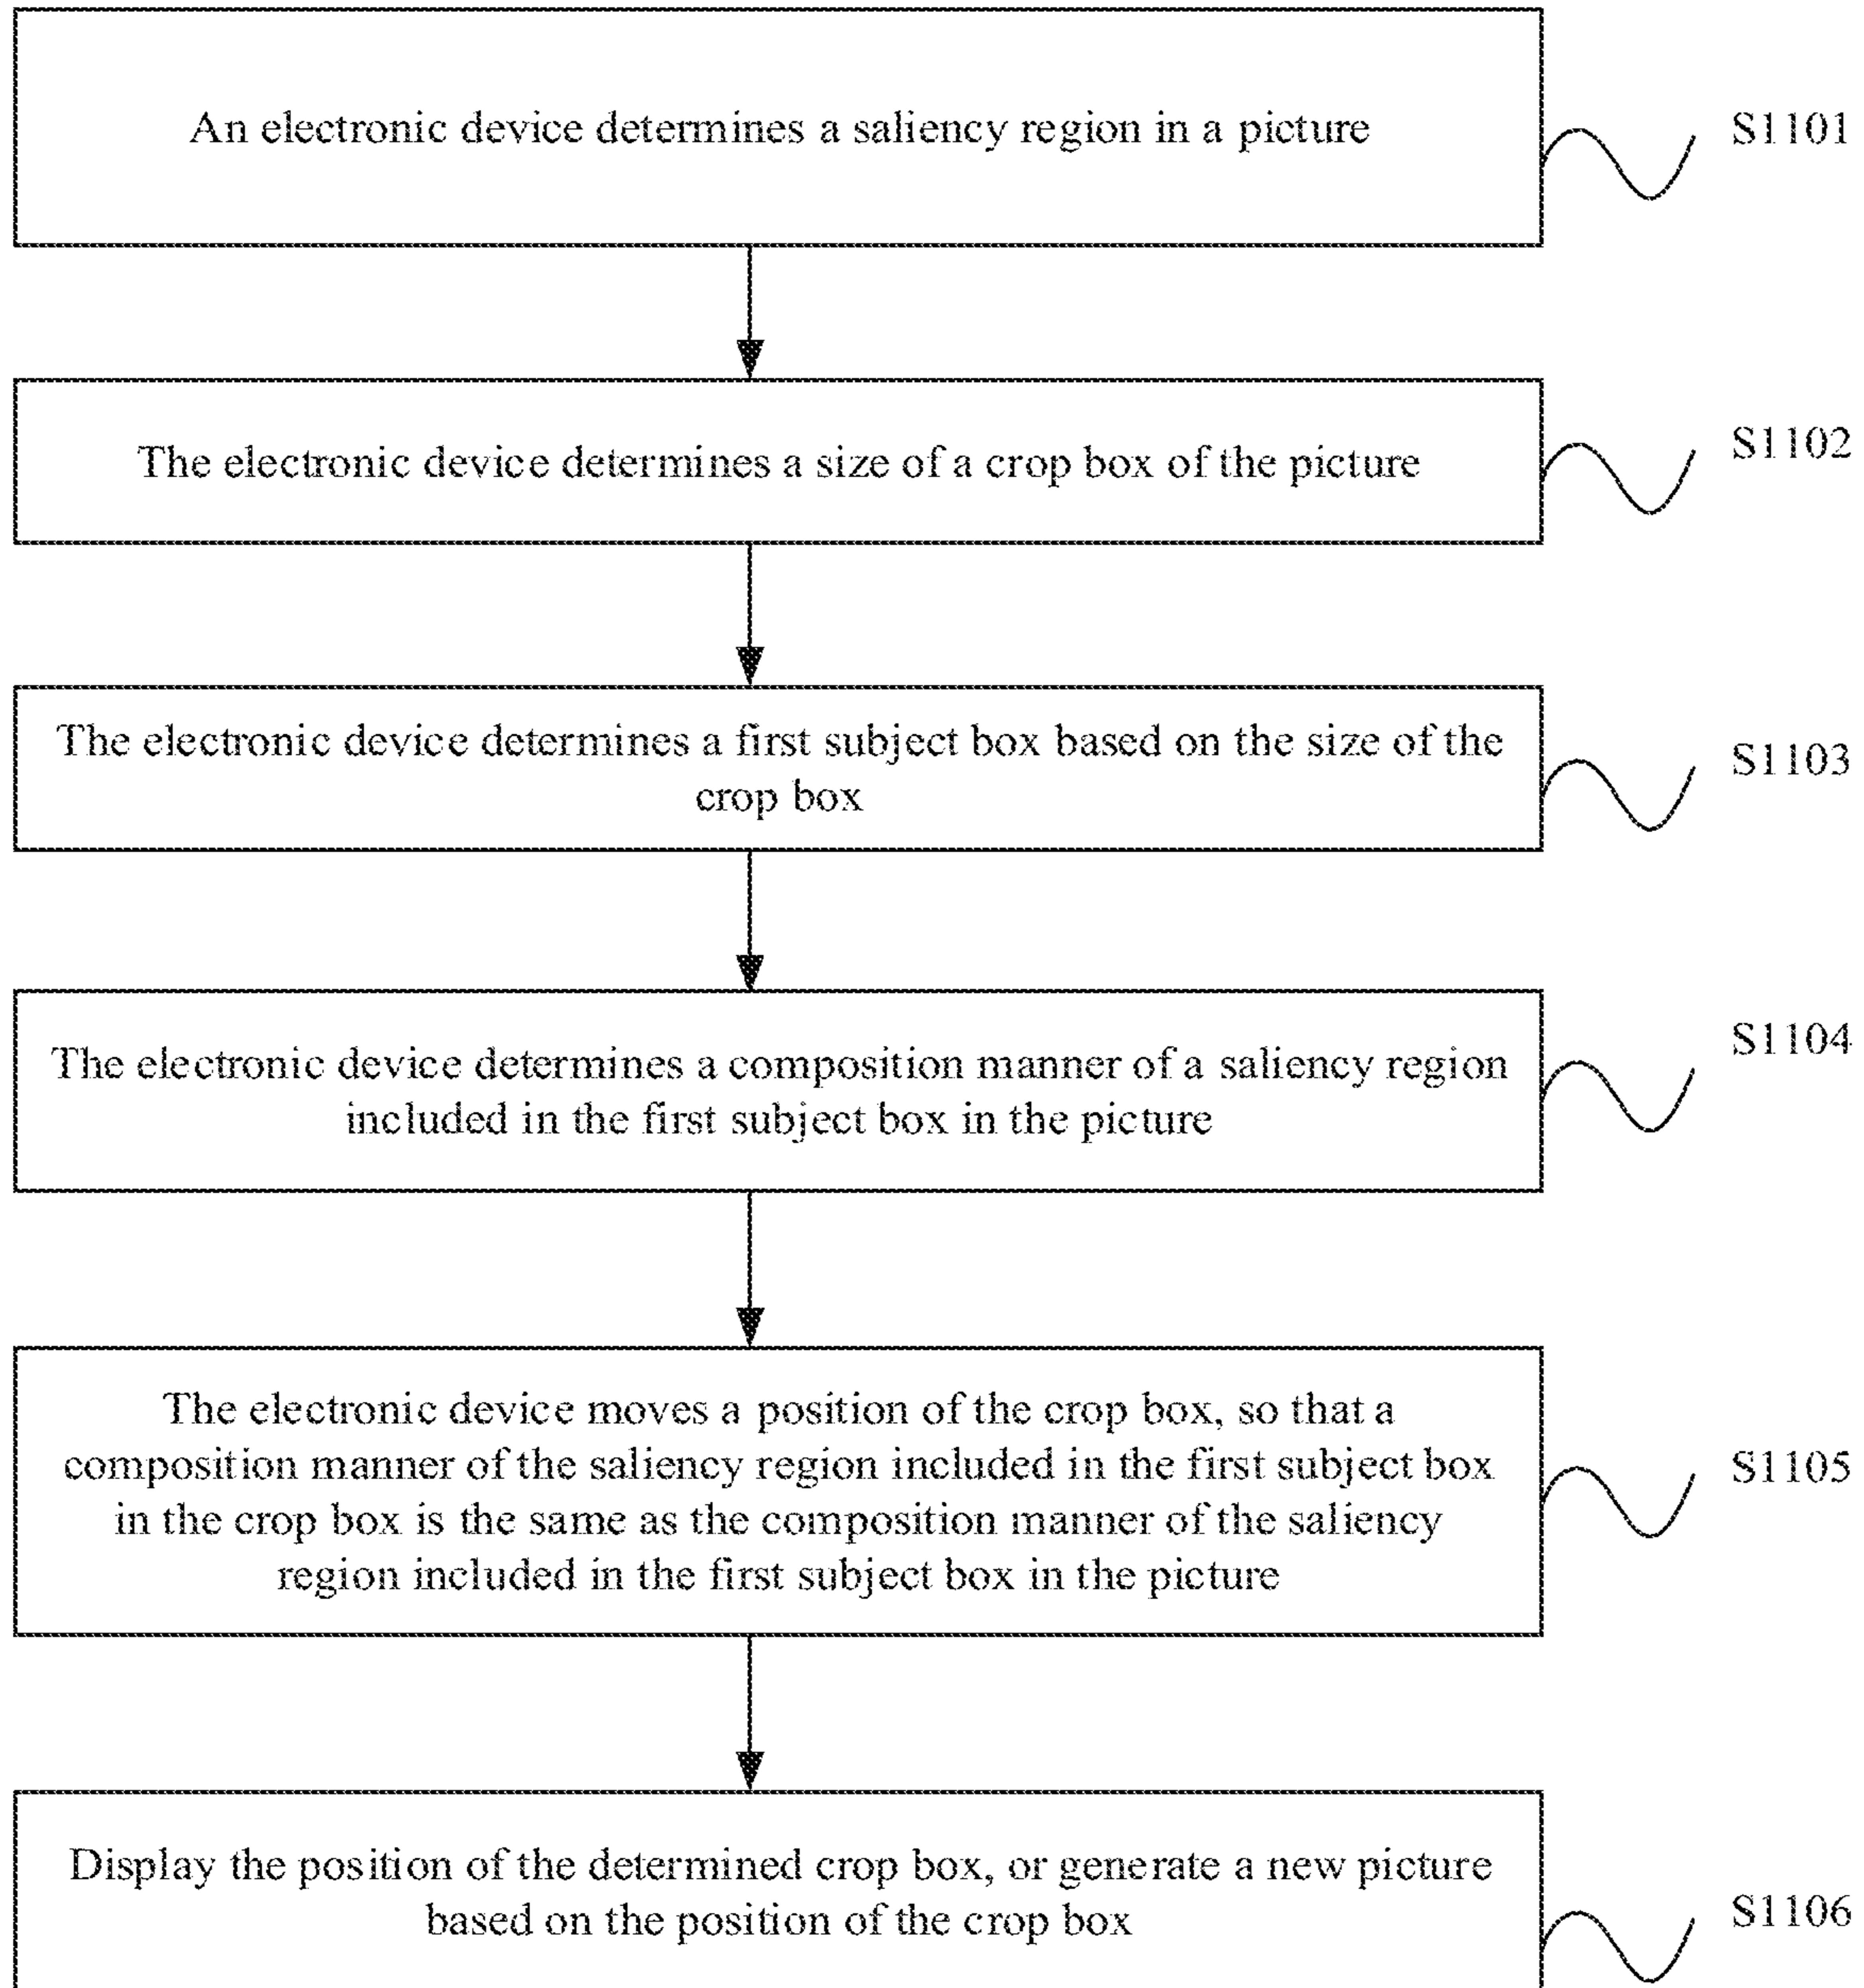 An electronic device determines a saliency region in a picture
S1101
The electronic device determines a size of a crop box of the picture
S1102
The electronic device determines a first subject box based on the size of the
crop box
S1103
The electronic device determines a composition manner of a saliency region
included in the first subject box in the picture
S1104
The electronic device moves a position of the crop box, so that a
composition manner of the saliency region included in the first subject box
in the crop box is the same as the composition manner of the saliency
region included in the first subject box in the picture
S1105
Display the position of the determined crop box, or generate a new picture
based on the position of the crop box
S1106